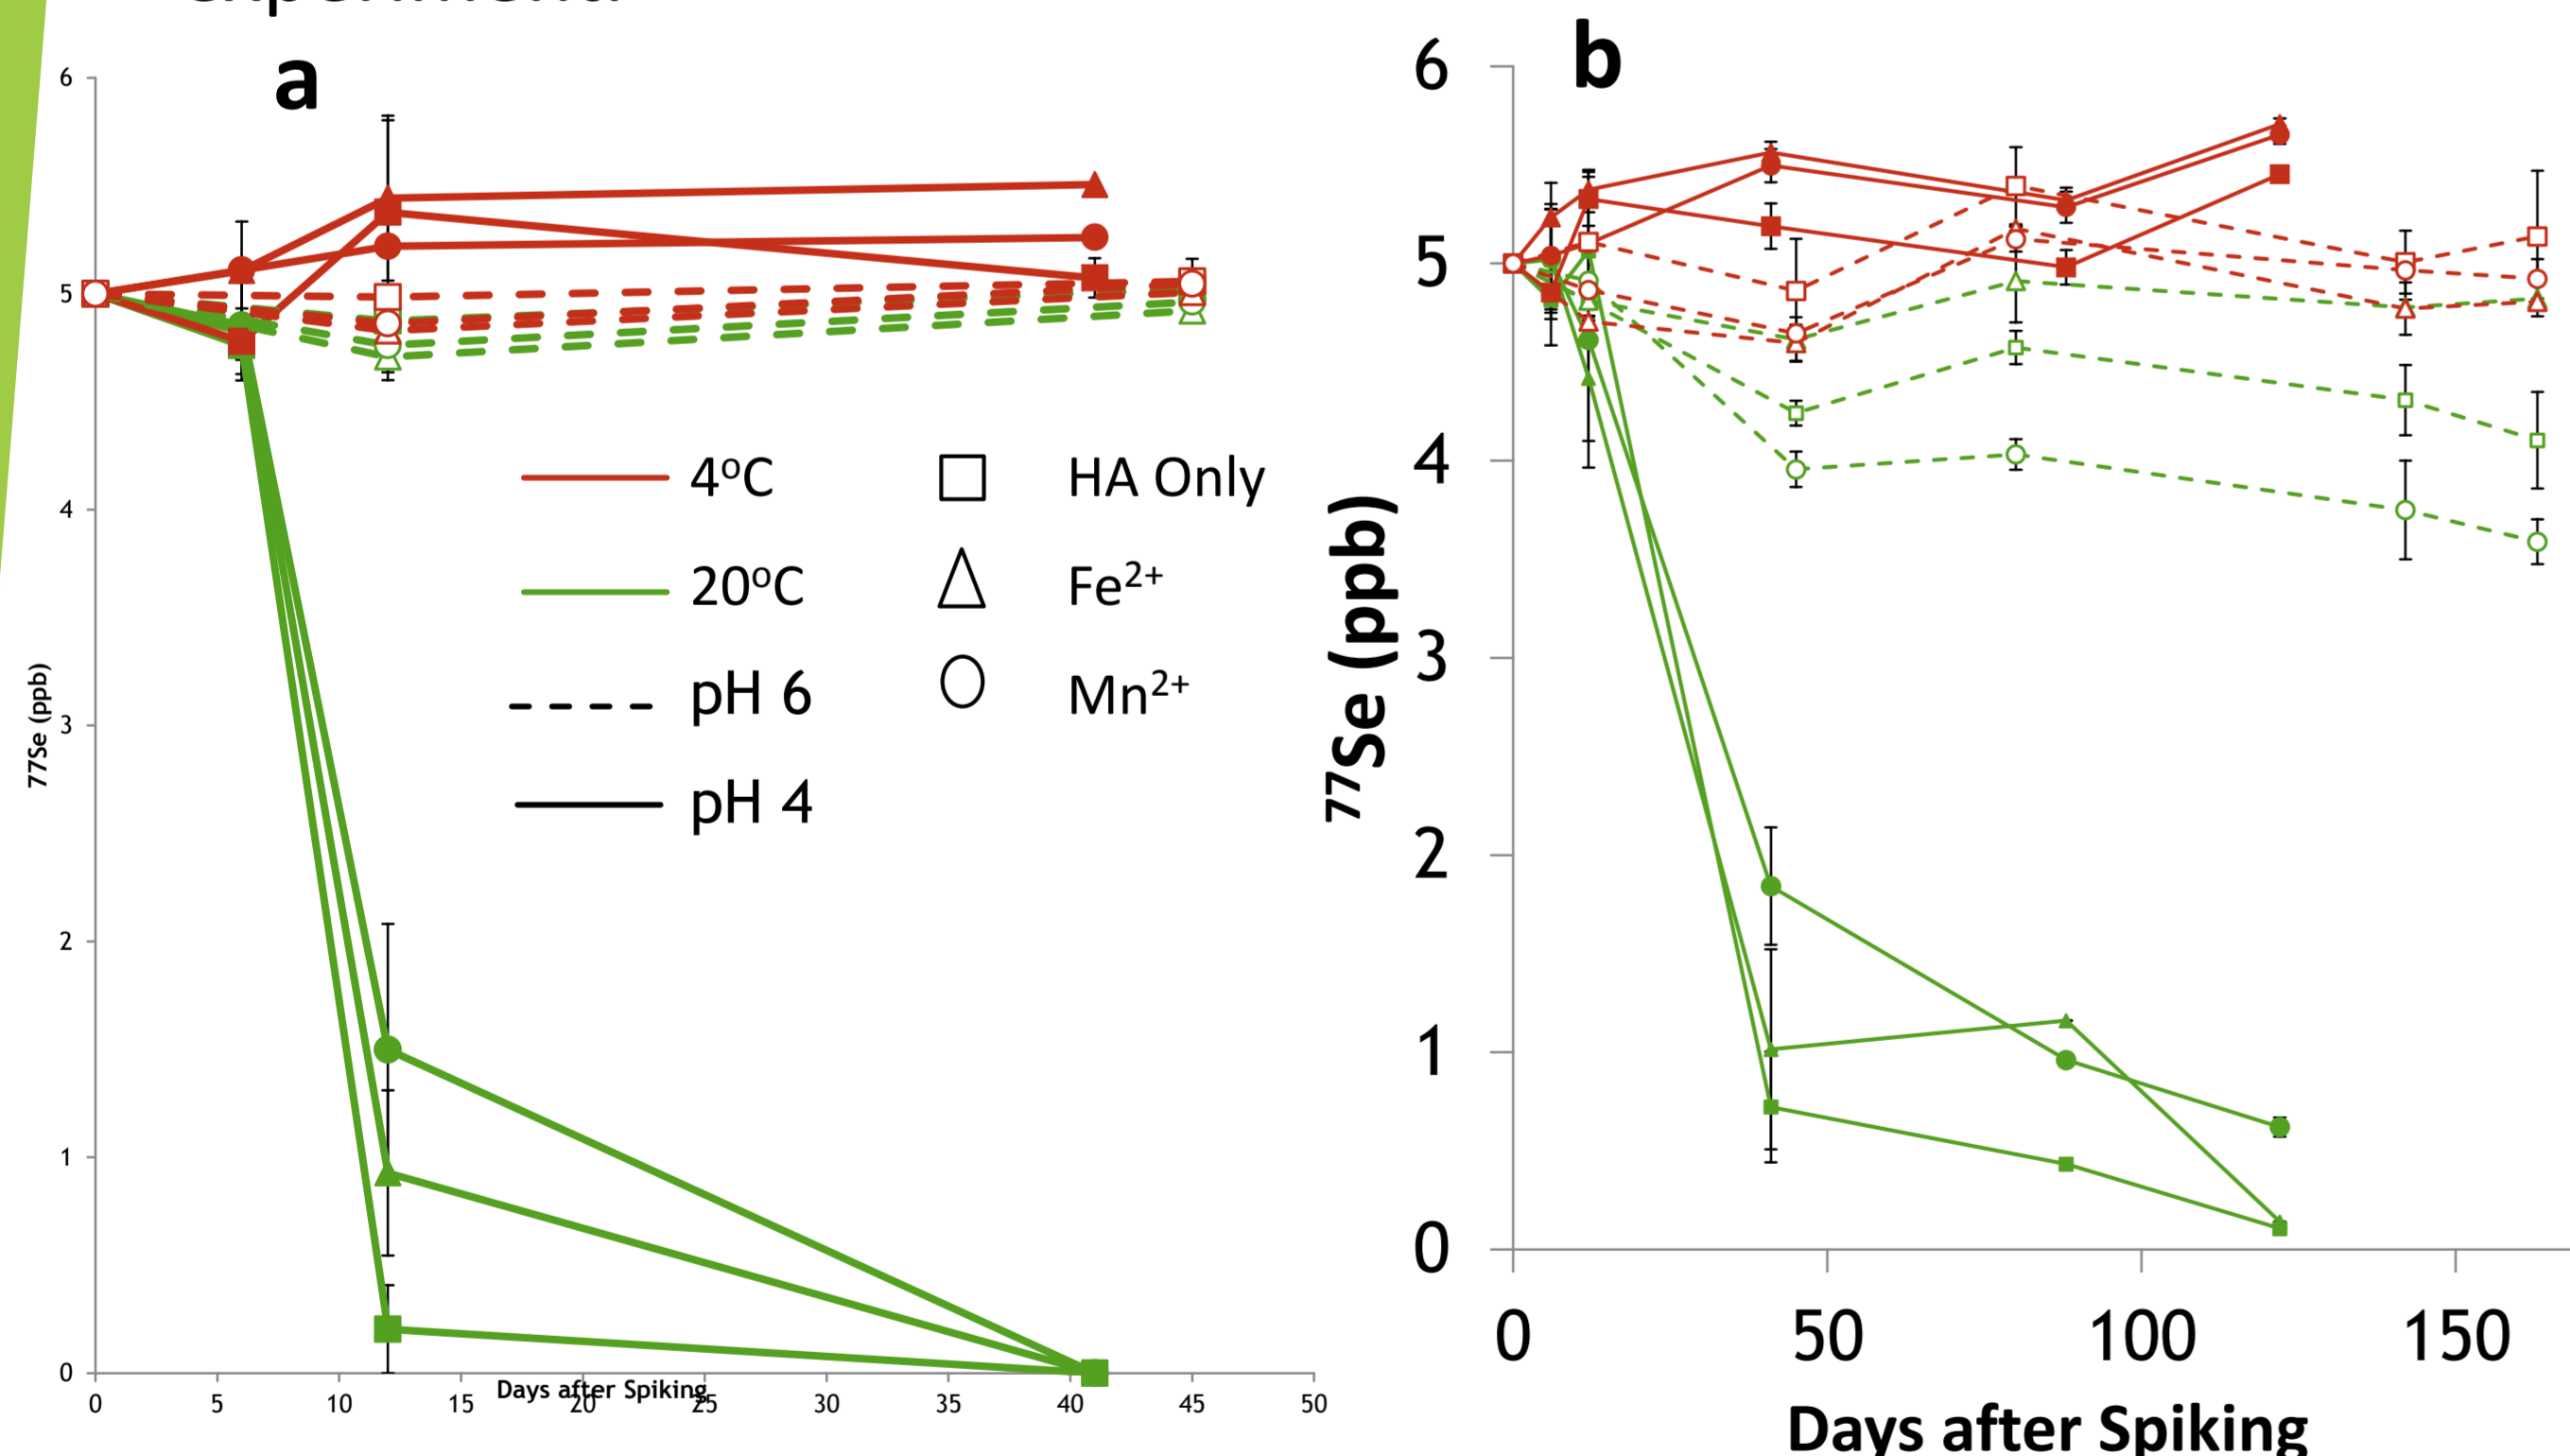 a
6
5
4
3
2
1
0
77Se (ppb)
0 5 10 15 20 25 30 35 40 45 50
Days after Spiking
4ºC
20ºC
pH 6
pH 4
HA Only
Fe²⁺
Mn²⁺
b
6
5
4
3
2
1
0
⁷⁷Se (ppb)
0 50 100 150
Days after Spiking